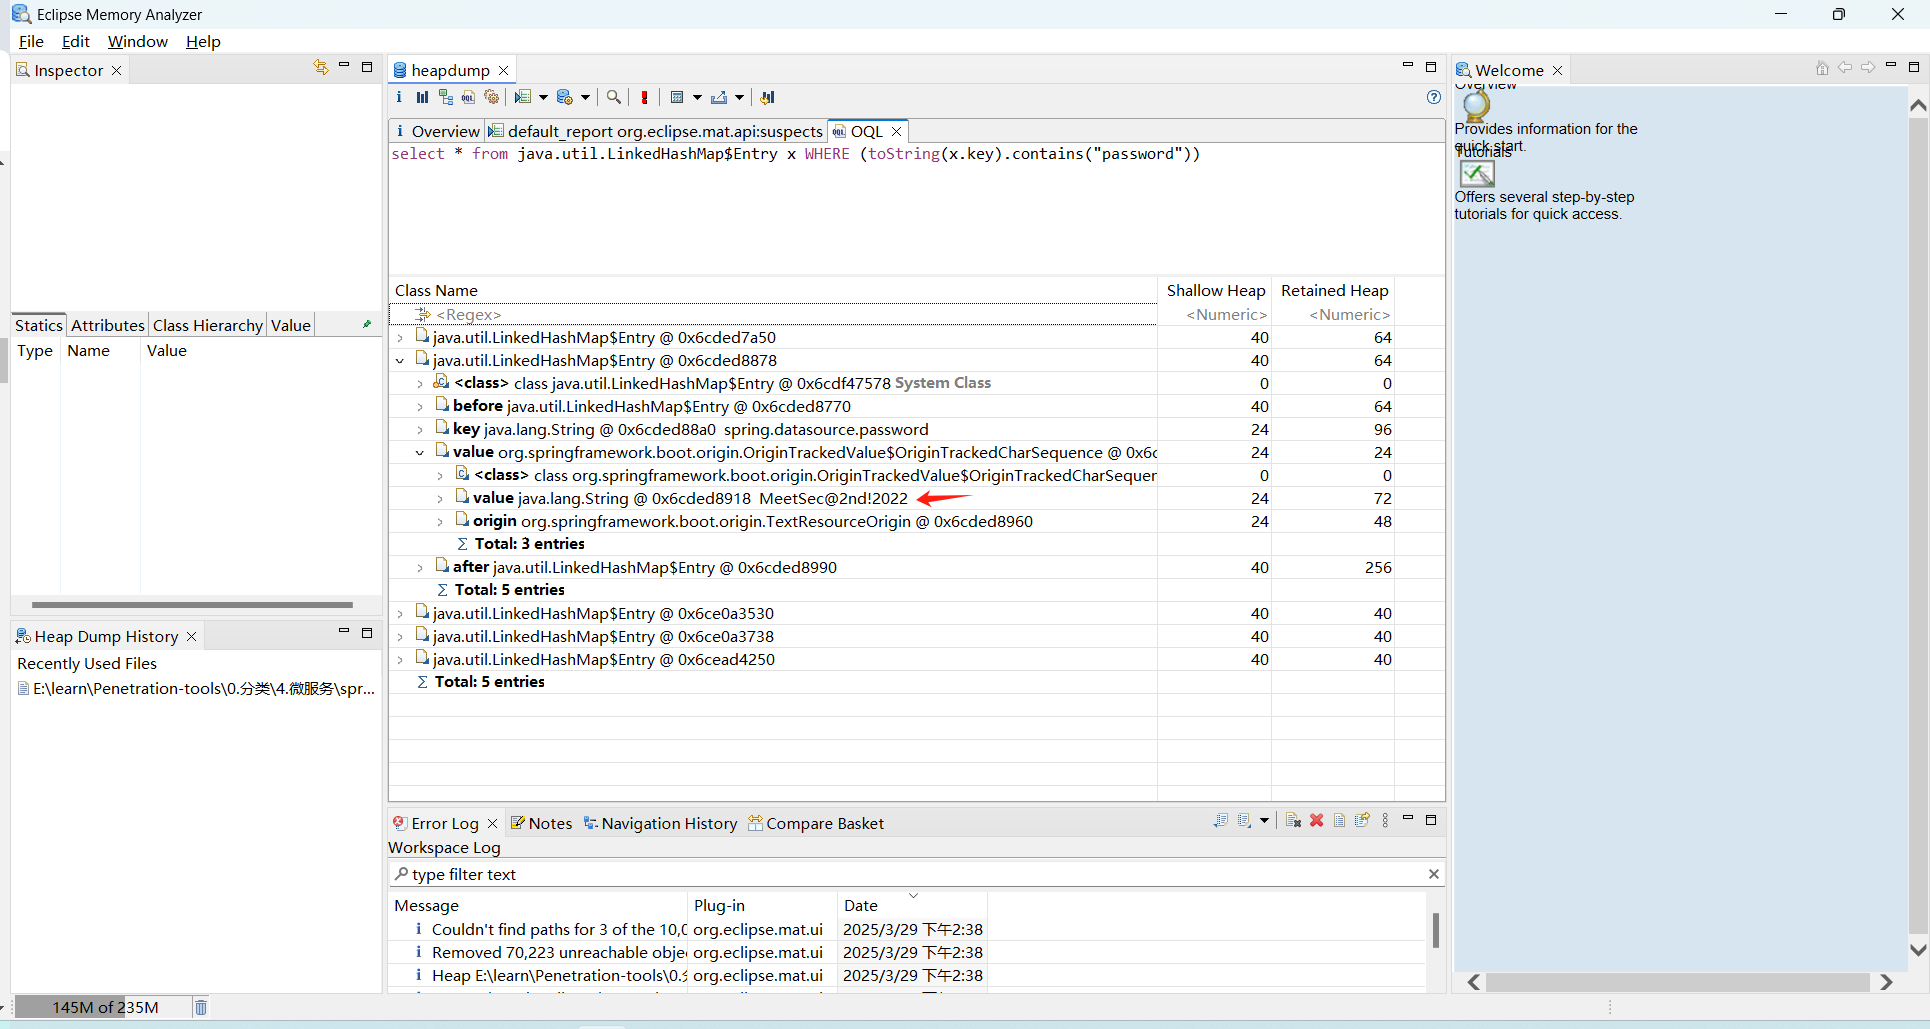 Eclipse Memory Analyzer
File Edit Window Help
Inspector
Statics Attributes Class Hierarchy Value
Type Name Value
Heap Dump History
Recently Used Files
E:\learn\Penetration-tools\0.分类\4.微服务\spr...
145M of 235M
heapdump
Overview default_report org.eclipse.mat.api:suspects OQL
select * from java.util.LinkedHashMap$Entry x WHERE (toString(x.key).contains("password"))
Class Name Shallow Heap Retained Heap
<Regex> <Numeric> <Numeric>
java.util.LinkedHashMap$Entry @ 0x6cded7a50 40 64
java.util.LinkedHashMap$Entry @ 0x6cded8878 40 64
<class> class java.util.LinkedHashMap$Entry @ 0x6cdf47578 System Class 0 0
before java.util.LinkedHashMap$Entry @ 0x6cded8770 40 64
key java.lang.String @ 0x6cded88a0 spring.datasource.password 24 96
value org.springframework.boot.origin.OriginTrackedValue$OriginTrackedCharSequence @ 0x6c 24 24
<class> class org.springframework.boot.origin.OriginTrackedValue$OriginTrackedCharSequer 0 0
value java.lang.String @ 0x6cded8918 MeetSec@2nd!2022 24 72
origin org.springframework.boot.origin.TextResourceOrigin @ 0x6cded8960 24 48
Σ Total: 3 entries
after java.util.LinkedHashMap$Entry @ 0x6cded8990 40 256
Σ Total: 5 entries
java.util.LinkedHashMap$Entry @ 0x6ce0a3530 40 40
java.util.LinkedHashMap$Entry @ 0x6ce0a3738 40 40
java.util.LinkedHashMap$Entry @ 0x6cead4250 40 40
Σ Total: 5 entries
Error Log Notes Navigation History Compare Basket
Workspace Log
type filter text
Message Plug-in Date
Couldn't find paths for 3 of the 10,0 org.eclipse.mat.ui 2025/3/29 下午2:38
Removed 70,223 unreachable obje org.eclipse.mat.ui 2025/3/29 下午2:38
Heap E:\learn\Penetration-tools\0.分 org.eclipse.mat.ui 2025/3/29 下午2:38
Welcome
Overview
Provides information for the
quick start.
Tutorials
Offers several step-by-step
tutorials for quick access.